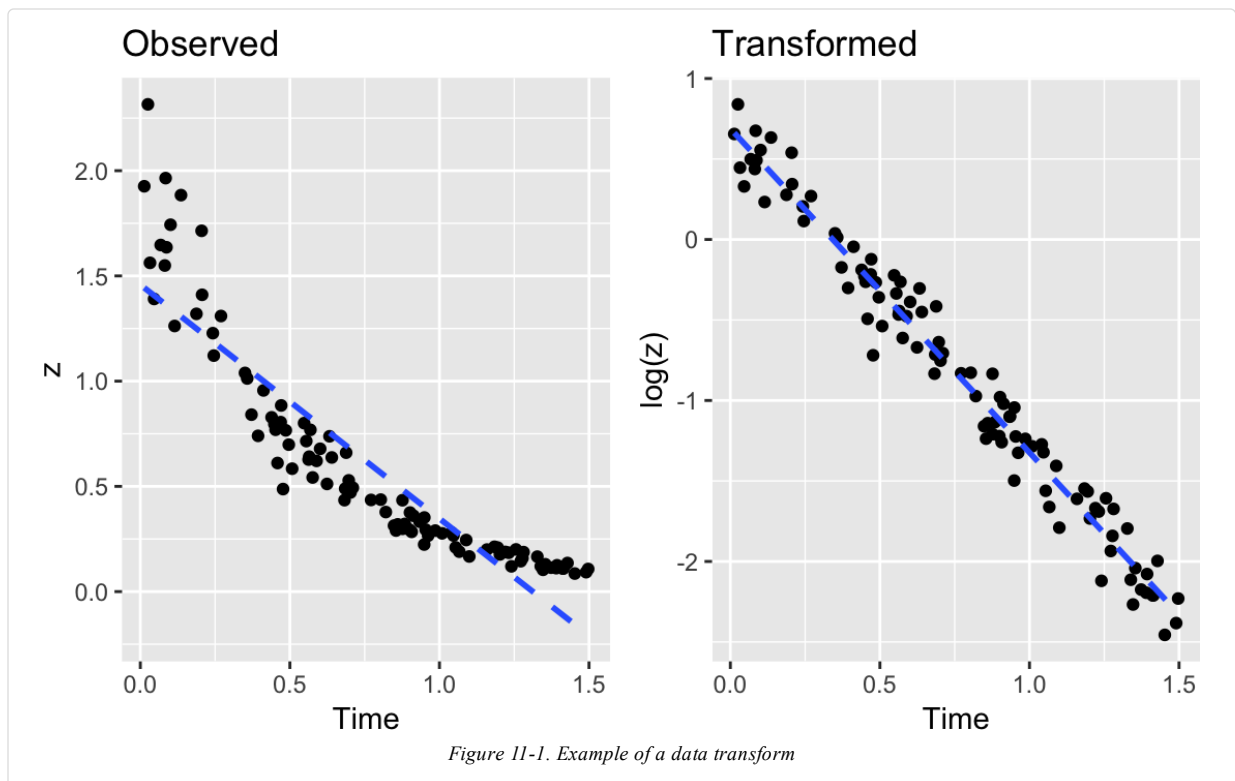 Observed
2.0
1.5
1.0
0.5
0.0
z
0.0 0.5 1.0 1.5
Time
Transformed
1
0
-1
-2
log(z)
0.0 0.5 1.0 1.5
Time
Figure 11-1. Example of a data transform